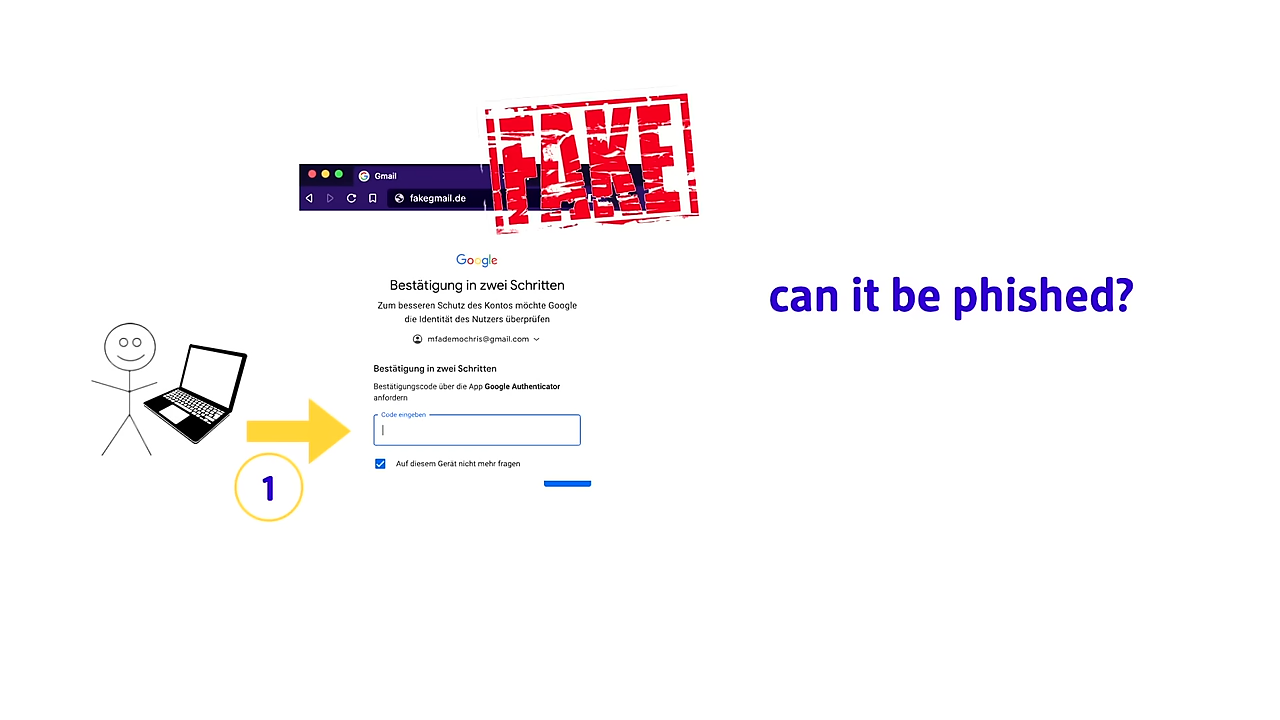 FAKE
Gmail
fakegmail.de
Google
Bestätigung in zwei Schritten
Zum besseren Schutz des Kontos möchte Google
die Identität des Nutzers überprüfen
mfademochris@gmail.com
Bestätigung in zwei Schritten
Bestätigungscode über die App Google Authenticator
anfordern
Code eingeben
Auf diesem Gerät nicht mehr fragen
1
can it be phished?